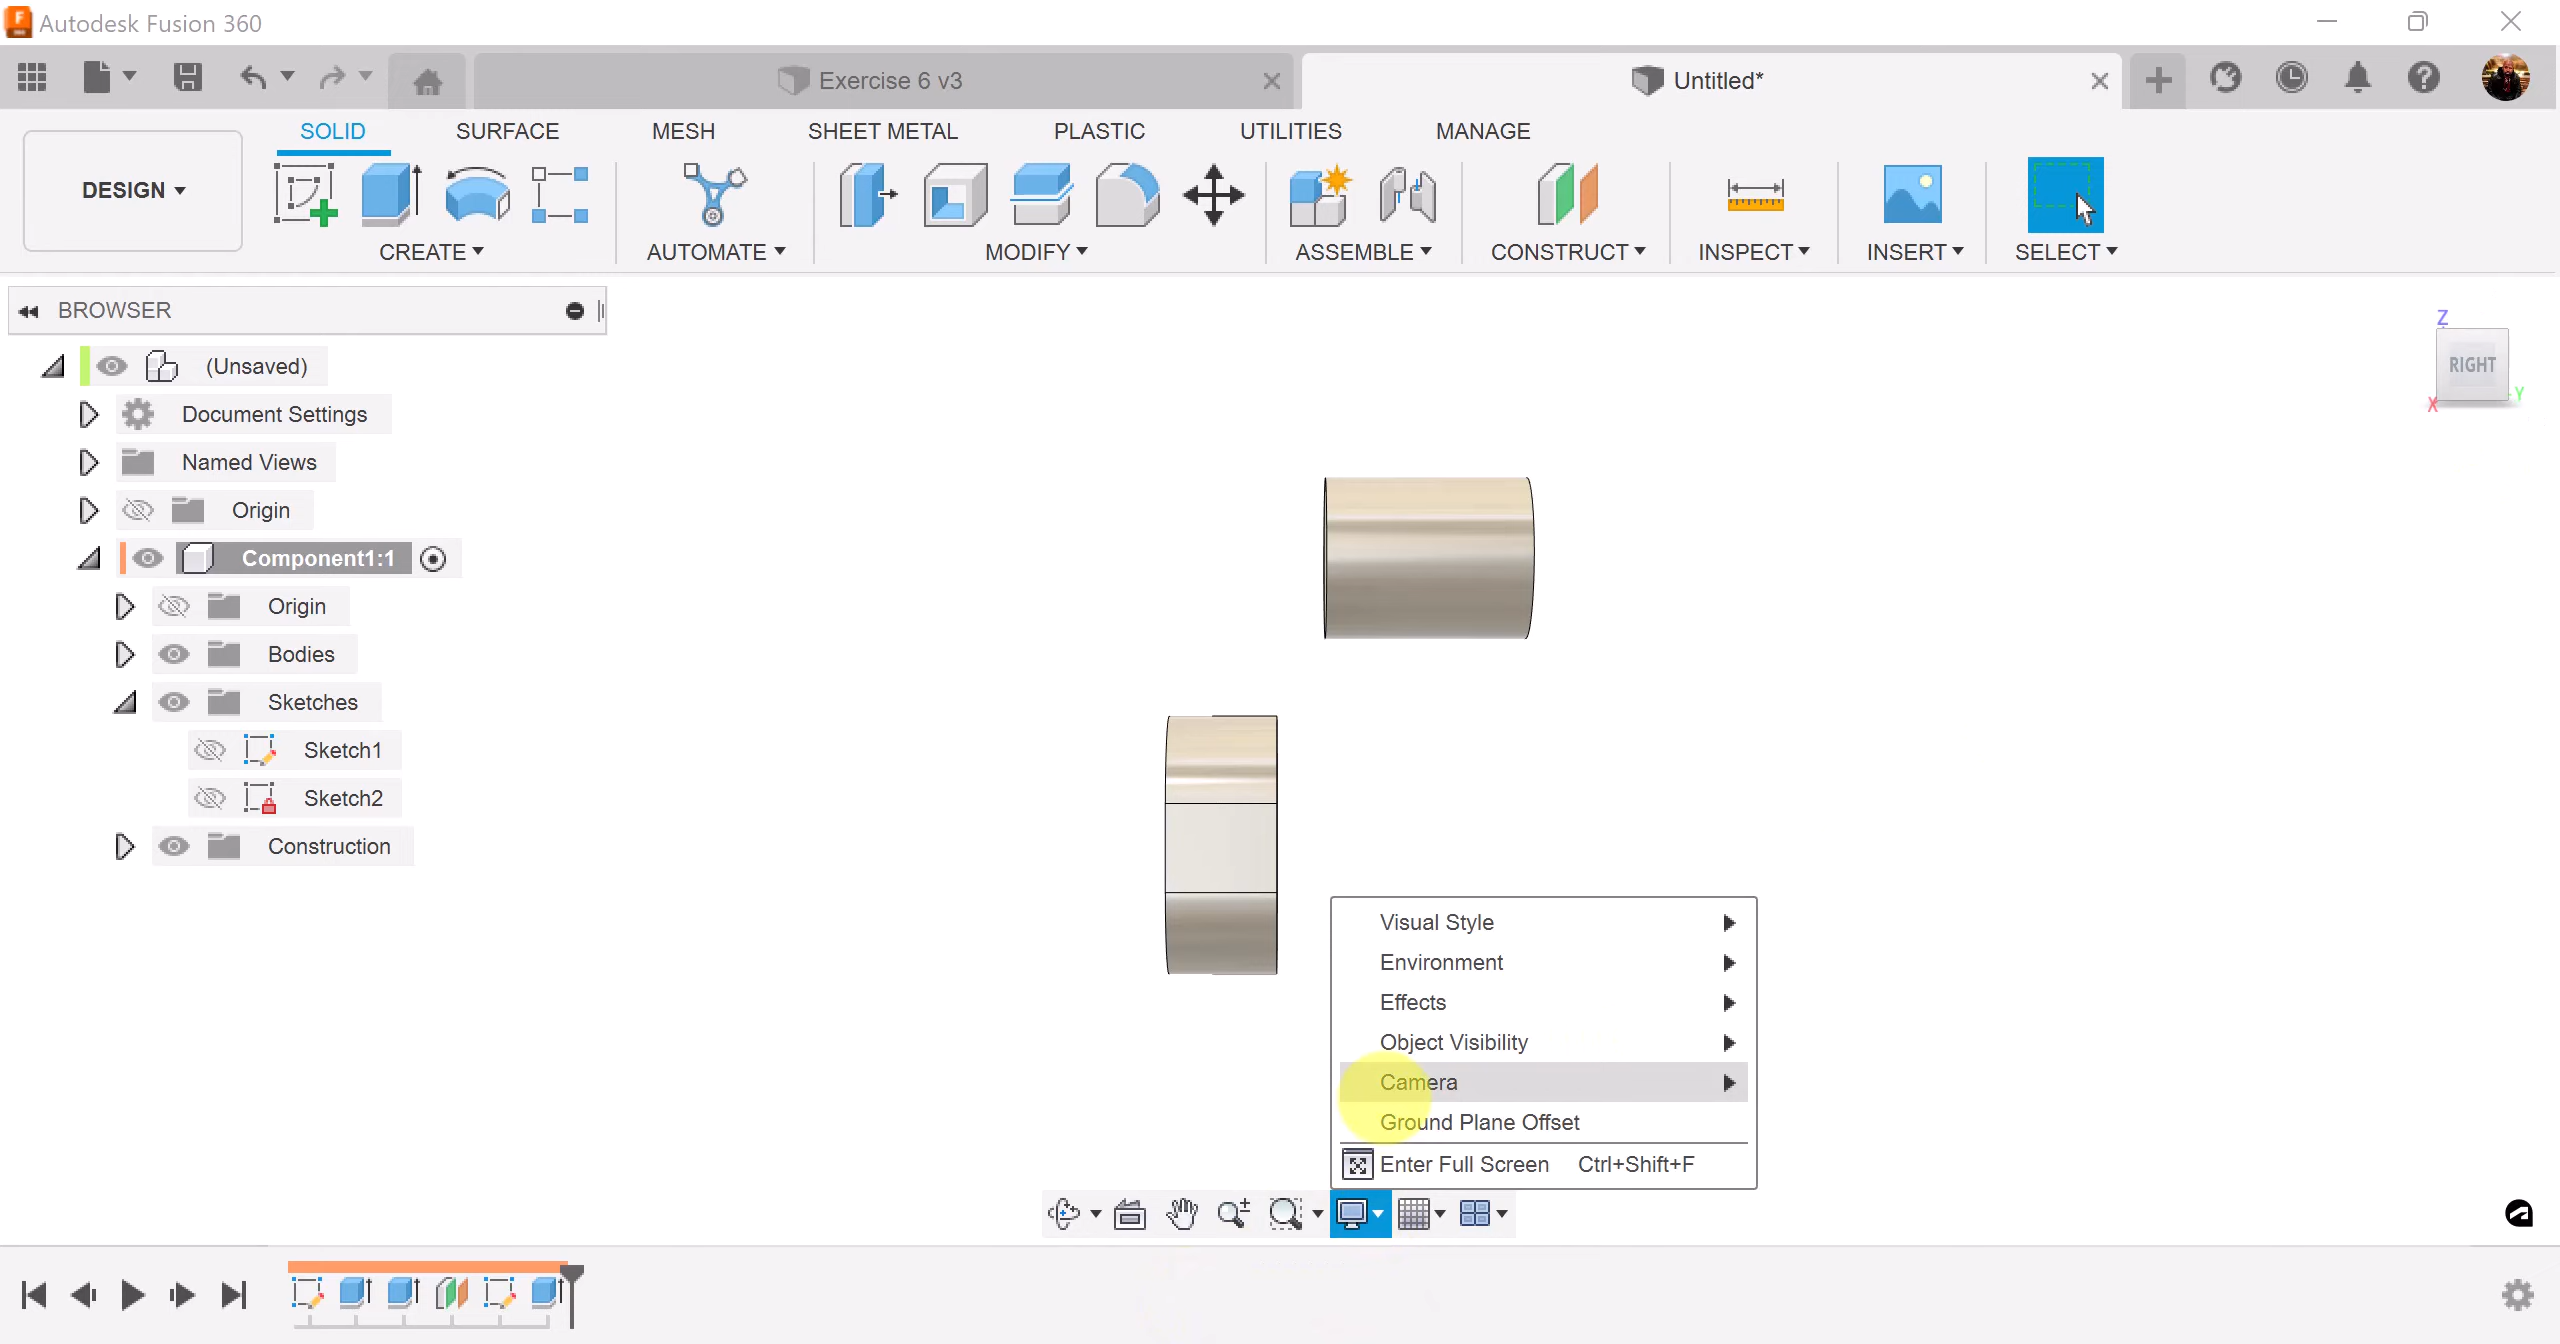 Autodesk Fusion 360
Exercise 6 v3
Untitled*
SOLID SURFACE MESH SHEET METAL PLASTIC UTILITIES MANAGE
DESIGN
CREATE AUTOMATE MODIFY ASSEMBLE CONSTRUCT INSPECT INSERT SELECT
BROWSER
(Unsaved)
Document Settings
Named Views
Origin
Component1:1
Origin
Bodies
Sketches
Sketch1
Sketch2
Construction
Z
RIGHT
Y
X
Visual Style
Environment
Effects
Object Visibility
Camera
Ground Plane Offset
Enter Full Screen Ctrl+Shift+F